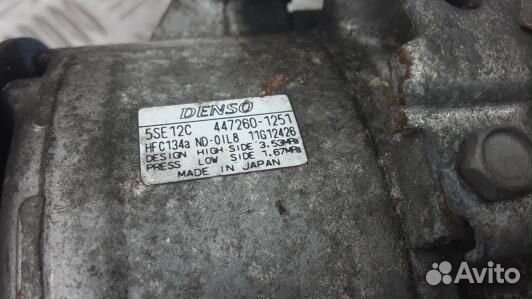 DENSO
5SE12C 447260-1251
HFC134a ND-OIL8 11G12426
DESIGN HIGH SIDE 3.53MPa
PRESS LOW SIDE 1.67MPa
MADE IN JAPAN
Avito